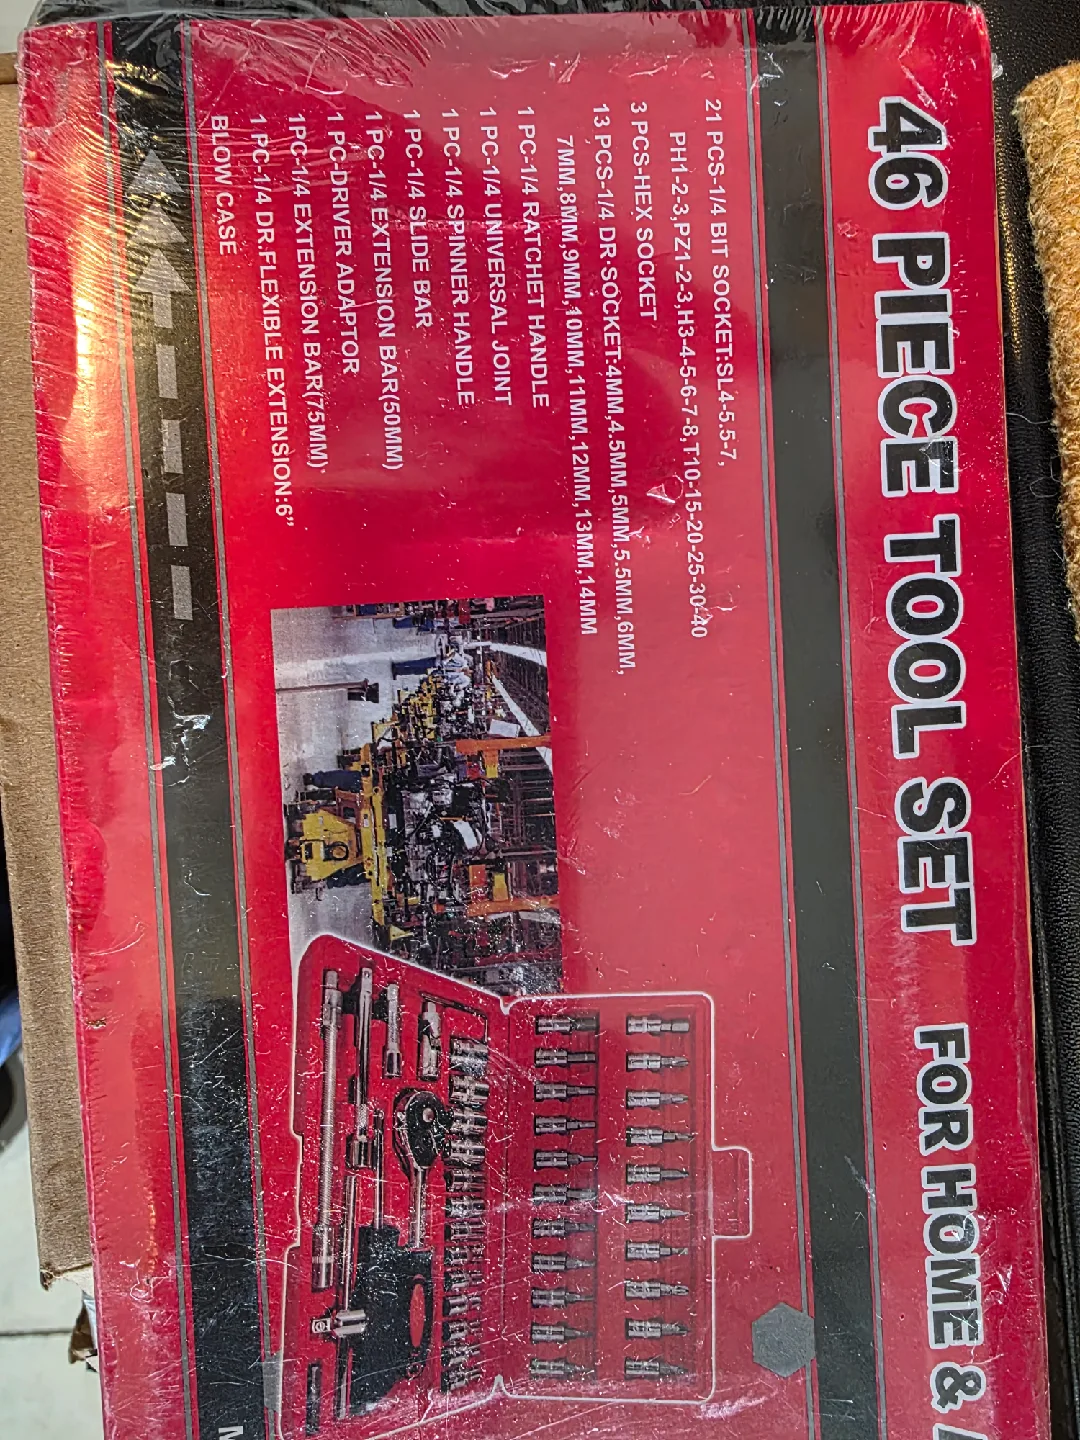 46 PIECE TOOL SET FOR HOME &
21 PCS-1/4 BIT SOCKET:SL4-5.5-7,
PH1-2-3,PZ1-2-3,H3-4-5-6-7-8,T10-15-20-25-30-40
3 PCS-HEX SOCKET
13 PCS-1/4 DR·SOCKET:4MM,4.5MM,5MM,5.5MM,6MM,
7MM,8MM,9MM,10MM,11MM,12MM,13MM,14MM
1 PC-1/4 RATCHET HANDLE
1 PC-1/4 UNIVERSAL JOINT
1 PC-1/4 SPINNER HANDLE
1 PC-1/4 SLIDE BAR
1 PC-1/4 EXTENSION BAR(50MM)
1 PC-DRIVER ADAPTOR
1PC-1/4 EXTENSION BAR(75MM)
1 PC-1/4 DR.FLEXIBLE EXTENSION:6”
BLOW CASE